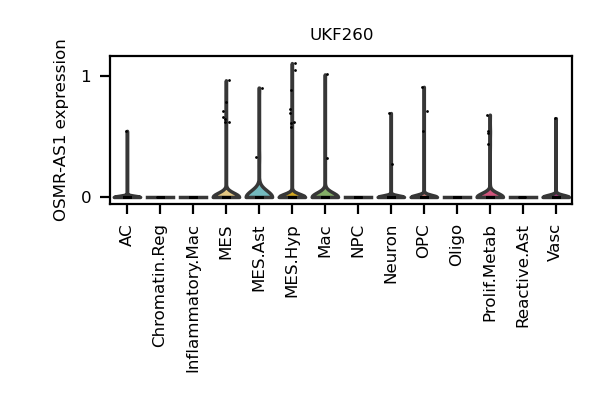 UKF260
OSMR-AS1 expression
1
0
AC
Chromatin.Reg
Inflammatory.Mac
MES
MES.Ast
MES.Hyp
Mac
NPC
Neuron
OPC
Oligo
Prolif.Metab
Reactive.Ast
Vasc